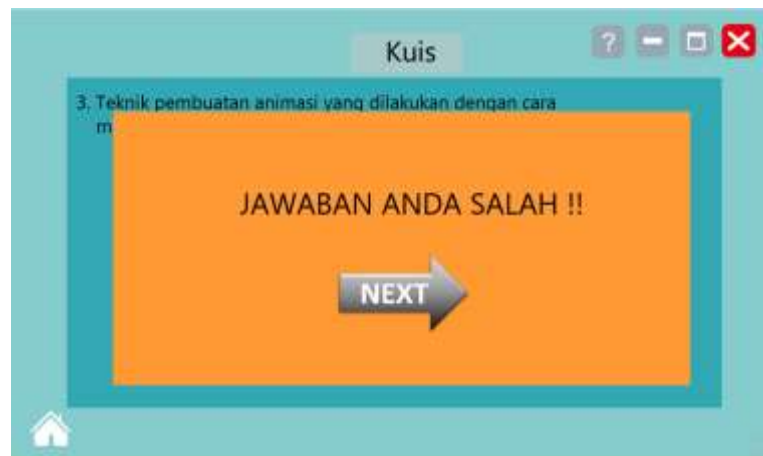 Kuis
?
3. Teknik pembuatan animasi yang dilakukan dengan cara
JAWABAN ANDA SALAH !!
NEXT